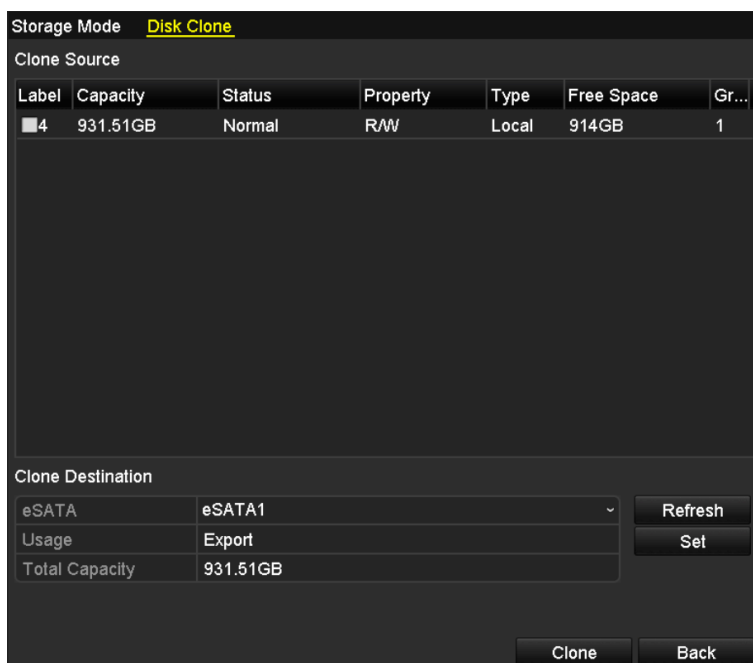 Storage Mode Disk Clone
Clone Source
Label Capacity Status Property Type Free Space Gr...
4 931.51GB Normal R/W Local 914GB 1
Clone Destination
eSATA eSATA1 Refresh
Usage Export Set
Total Capacity 931.51GB
Clone Back